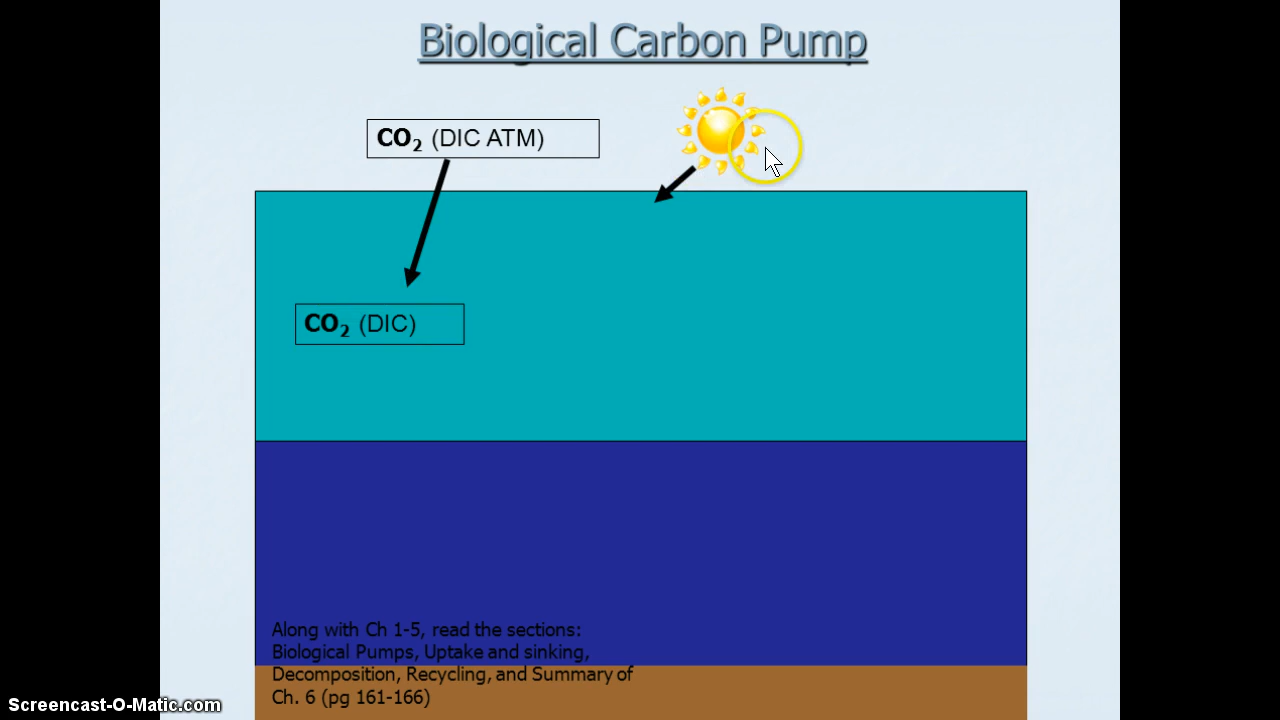 Biological Carbon Pump
CO₂ (DIC ATM)
CO₂ (DIC)
Along with Ch 1-5, read the sections:
Biological Pumps, Uptake and sinking,
Decomposition, Recycling, and Summary of
Ch. 6 (pg 161-166)
Screencast-O-Matic.com